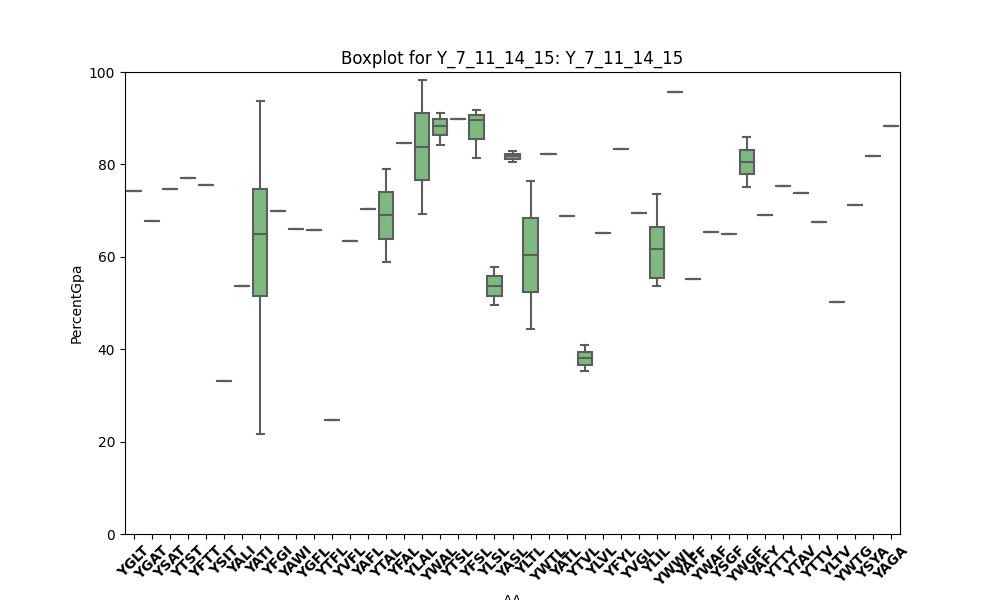 Boxplot for Y_7_11_14_15: Y_7_11_14_15
100
80
60
40
20
0
PercentGpa
YGLT
YGAT
YSAT
YTST
YFTT
YSIT
YALI
YATI
YFGI
YAWI
YGFL
YTFL
YVFL
YAFL
YTAL
YFAL
YLAL
YWAL
YTSL
YFSL
YLSL
YASL
YLTL
YWTL
YATL
YTVL
YLVL
YFYL
YVGL
YLIL
YWWL
YAFF
YWAF
YSGF
YWGF
YAFY
YTTY
YTAV
YTTV
YLTV
YWTG
YSYA
YAGA
AA